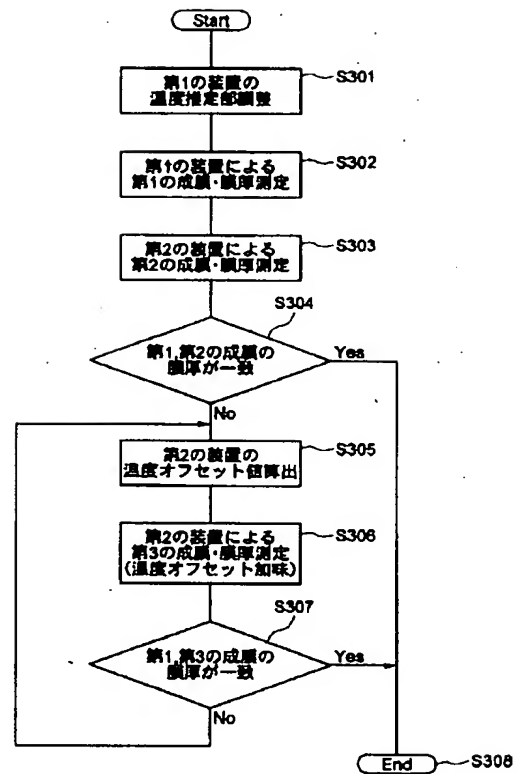 Start
第1の装置の
温度推定部調整
S301
第1の装置による
第1の成膜・膜厚測定
S302
第2の装置による
第2の成膜・膜厚測定
S303
S304
第1,第2の成膜の
膜厚が一致
Yes
No
第2の装置の
温度オフセット値算出
S305
第2の装置による
第3の成膜・膜厚測定
(温度オフセット加味)
S306
S307
第1,第3の成膜の
膜厚が一致
Yes
No
End
S308